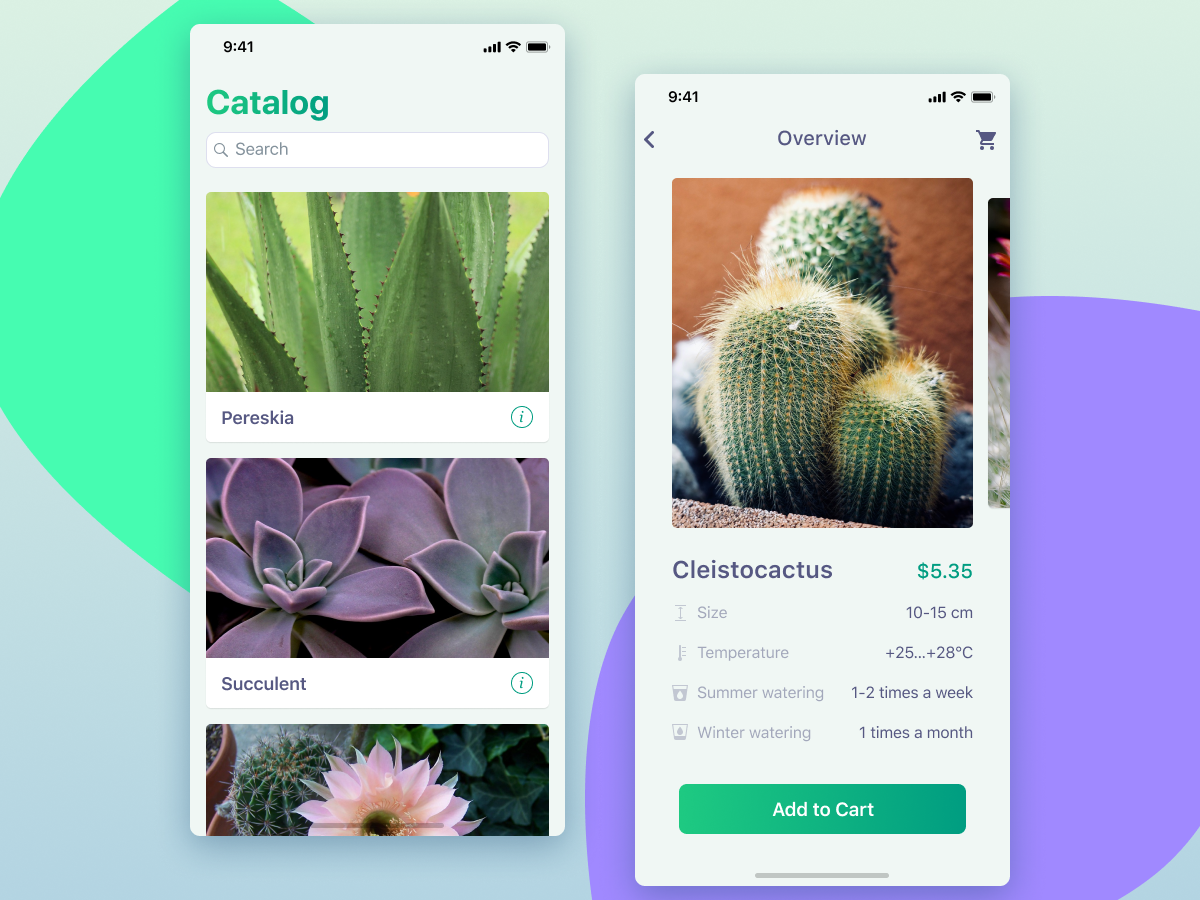 9:41
Catalog
Search
Pereskia
i
Succulent
i
9:41
Overview
Cleistocactus $5.35
Size 10-15 cm
Temperature +25...+28°C
Summer watering 1-2 times a week
Winter watering 1 times a month
Add to Cart